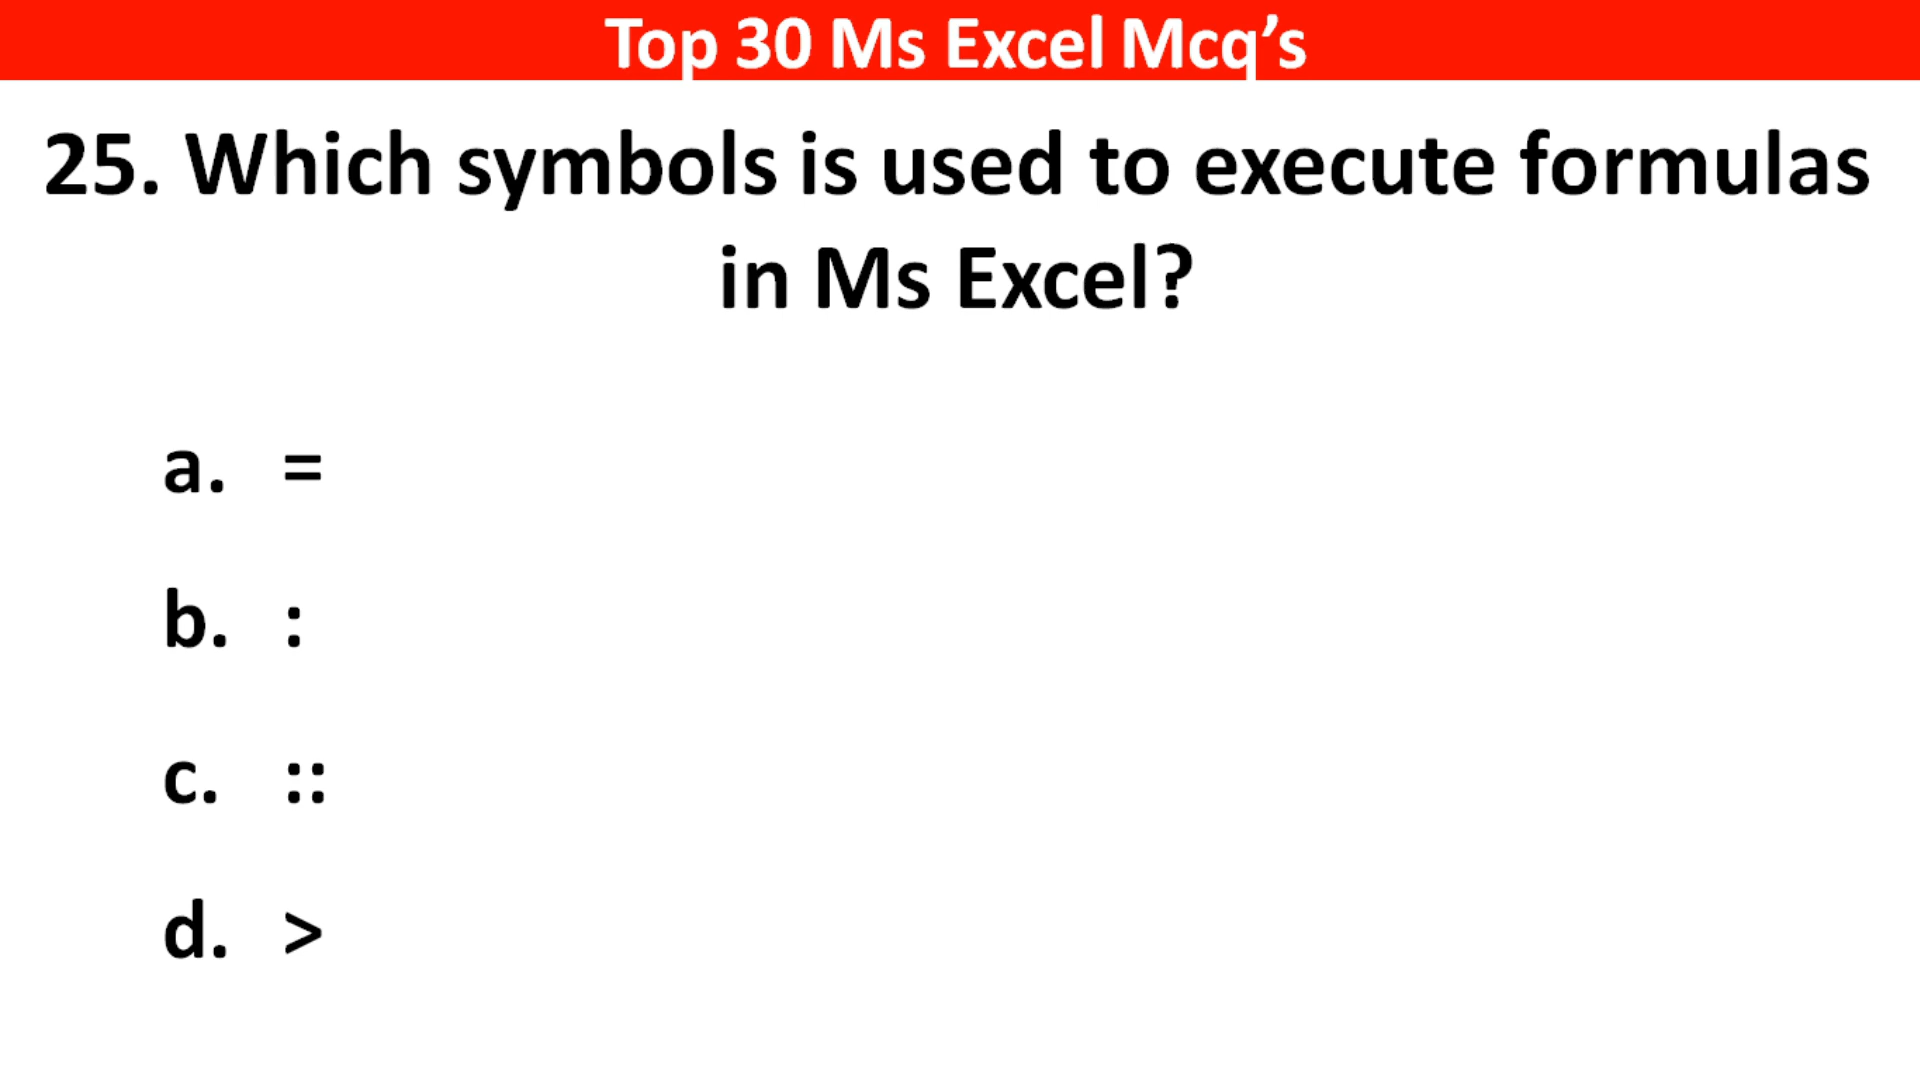 Top 30 Ms Excel Mcq’s
25. Which symbols is used to execute formulas
in Ms Excel?
a. =
b. :
c. ::
d. >